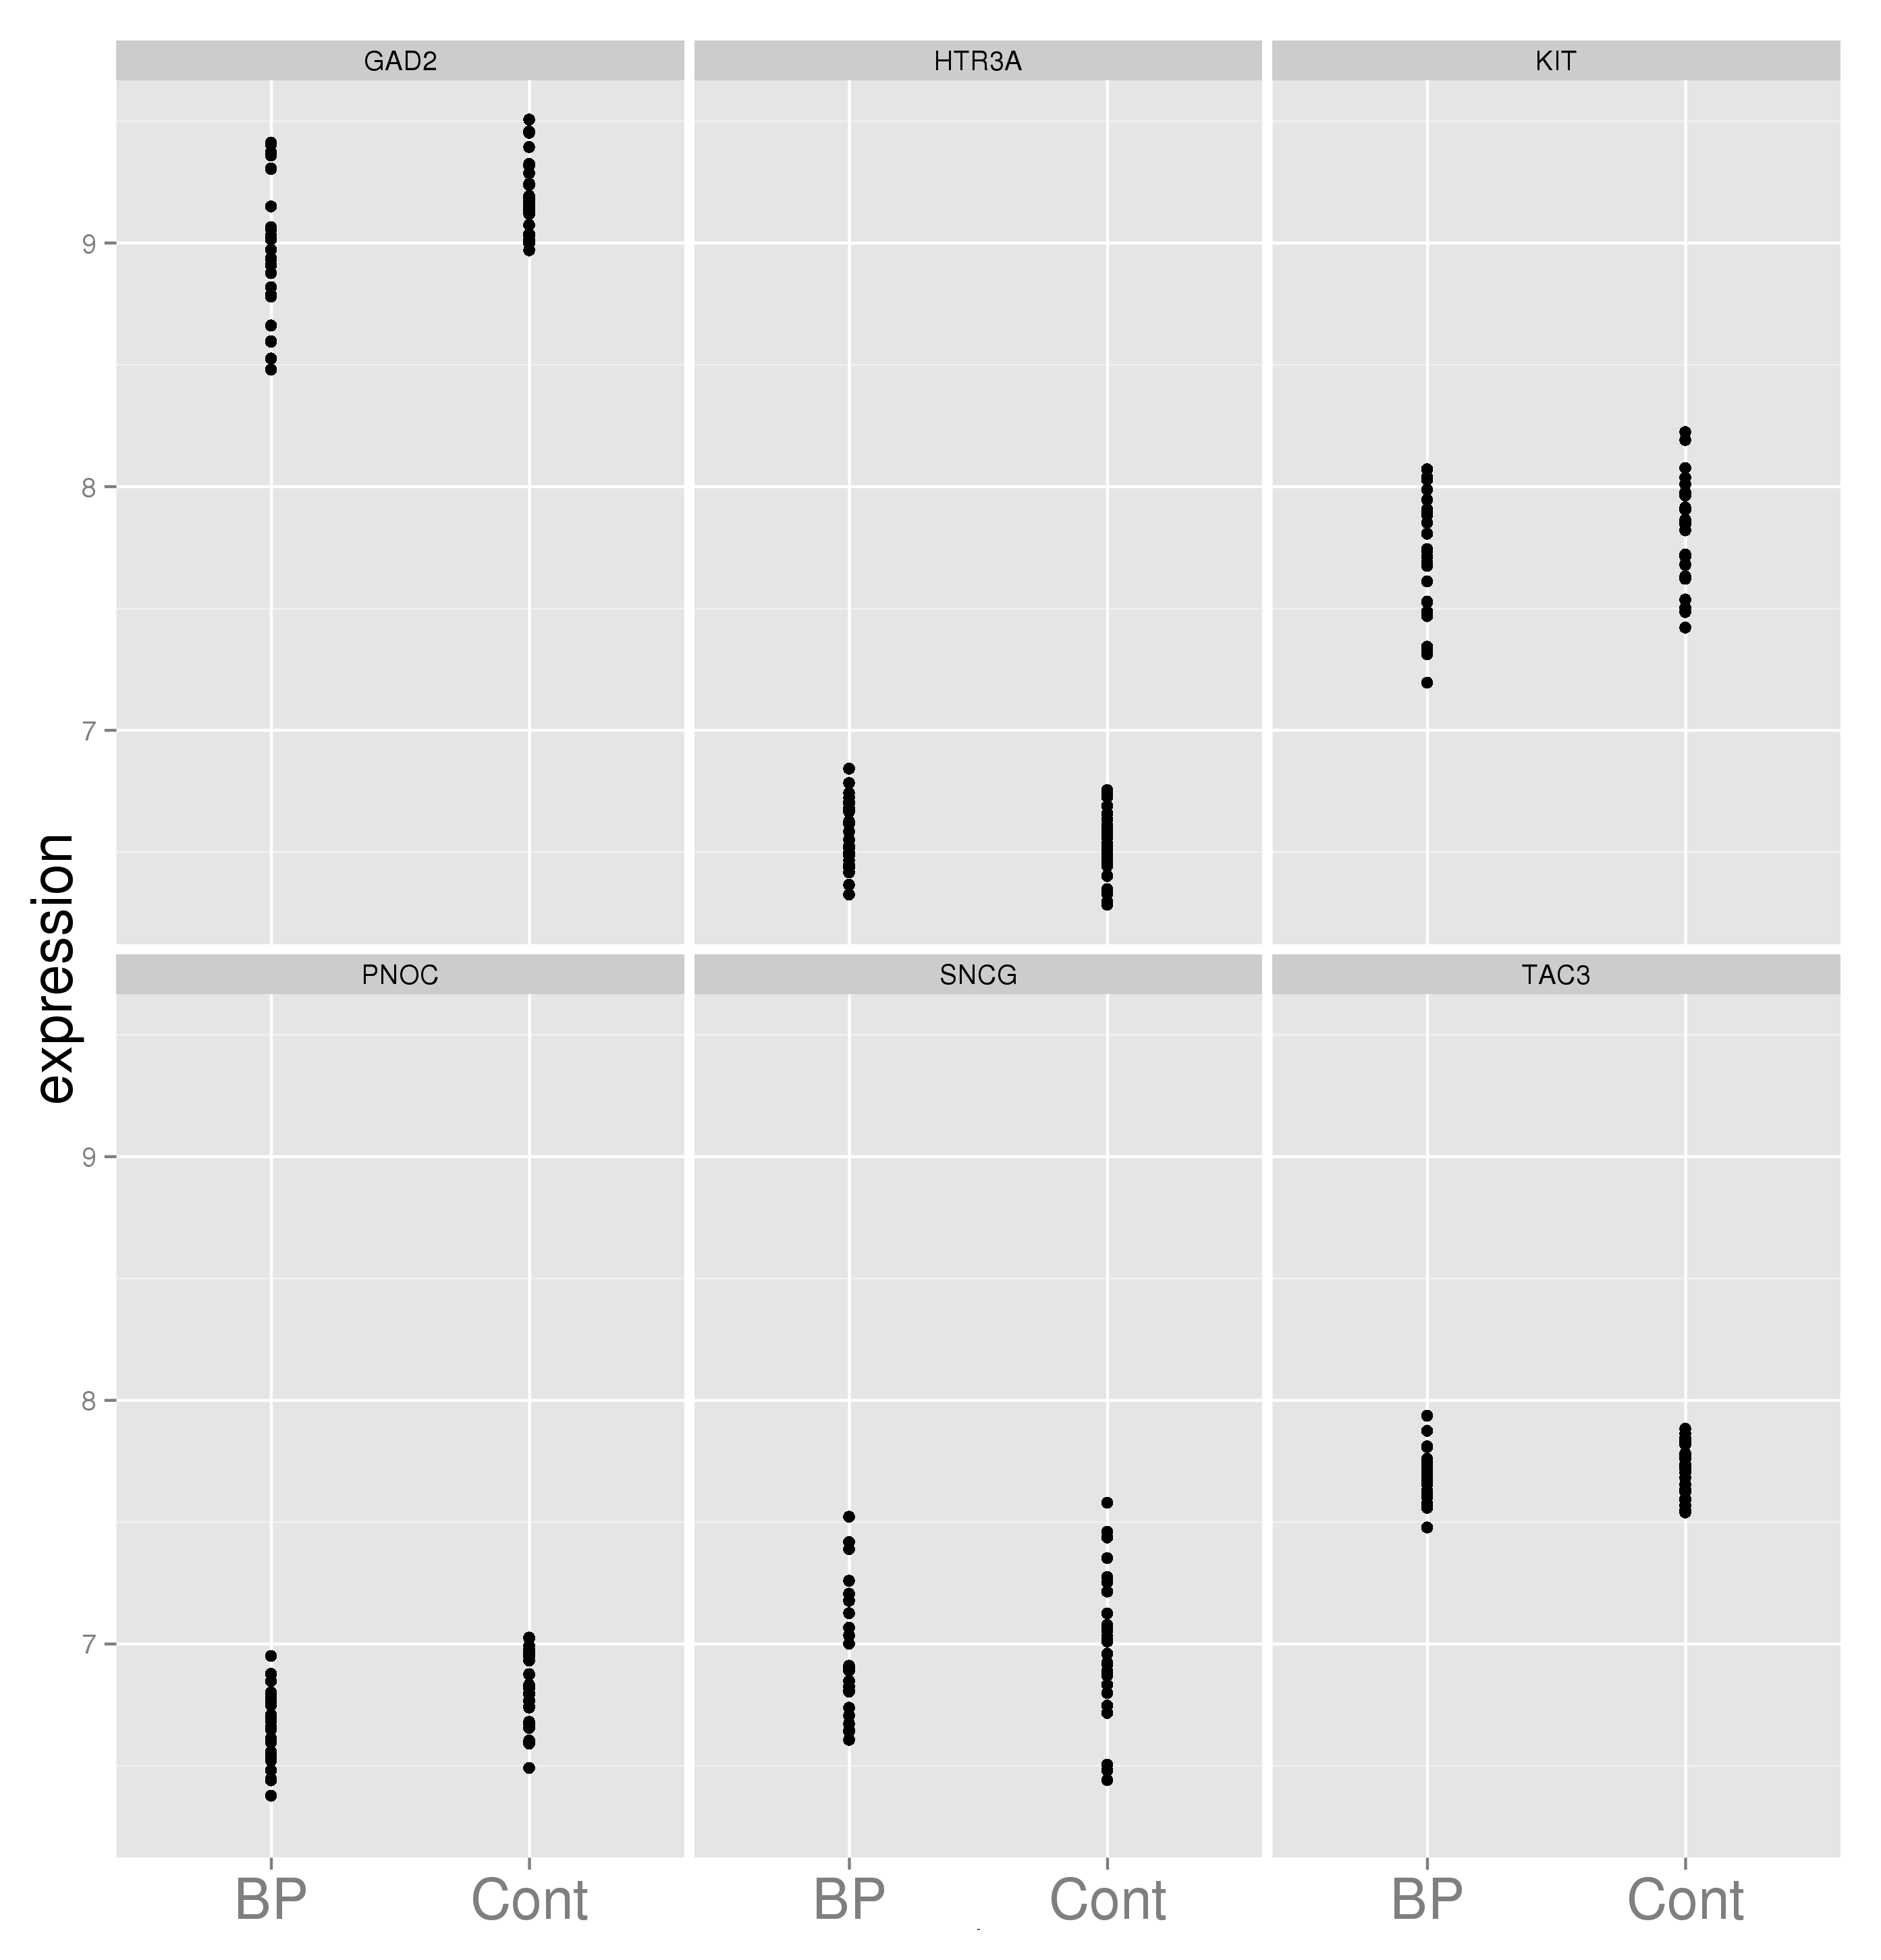 GAD2 HTR3A KIT
9
8
7
expression
PNOC SNCG TAC3
9
8
7
BP Cont BP Cont BP Cont